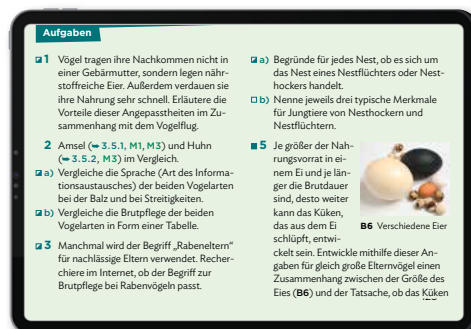 Aufgaben
1 Vögel tragen ihre Nachkommen nicht in
einer Gebärmutter, sondern legen nähr-
stoffreiche Eier. Außerdem verdauen sie
ihre Nahrung sehr schnell. Erläutere die
Vorteile dieser Angepasstheiten im Zu-
sammenhang mit dem Vogelflug.
2 Amsel (➥ 3.5.1, M1, M3) und Huhn
(➥ 3.5.2, M3) im Vergleich.
a) Vergleiche die Sprache (Art des Informa-
tionsaustausches) der beiden Vogelarten
bei der Balz und bei Streitigkeiten.
b) Vergleiche die Brutpflege der beiden
Vogelarten in Form einer Tabelle.
3 Manchmal wird der Begriff „Rabeneltern“
für nachlässige Eltern verwendet. Recher-
chiere im Internet, ob der Begriff zur
Brutpflege bei Rabenvögeln passt.
a) Begründe für jedes Nest, ob es sich um
das Nest eines Nestflüchters oder Nest-
hockers handelt.
b) Nenne jeweils drei typische Merkmale
für Jungtiere von Nesthockern und
Nestflüchtern.
5 Je größer der Nah-
rungsvorrat in ei-
nem Ei und je län-
ger die Brutdauer
sind, desto weiter
kann das Küken,
das aus dem Ei
schlüpft, entwi-
ckelt sein. Entwickle mithilfe dieser An-
gaben für gleich große Elternvögel einen
Zusammenhang zwischen der Größe des
Eies (B6) und der Tatsache, ob das Küken
B6 Verschiedene Eier